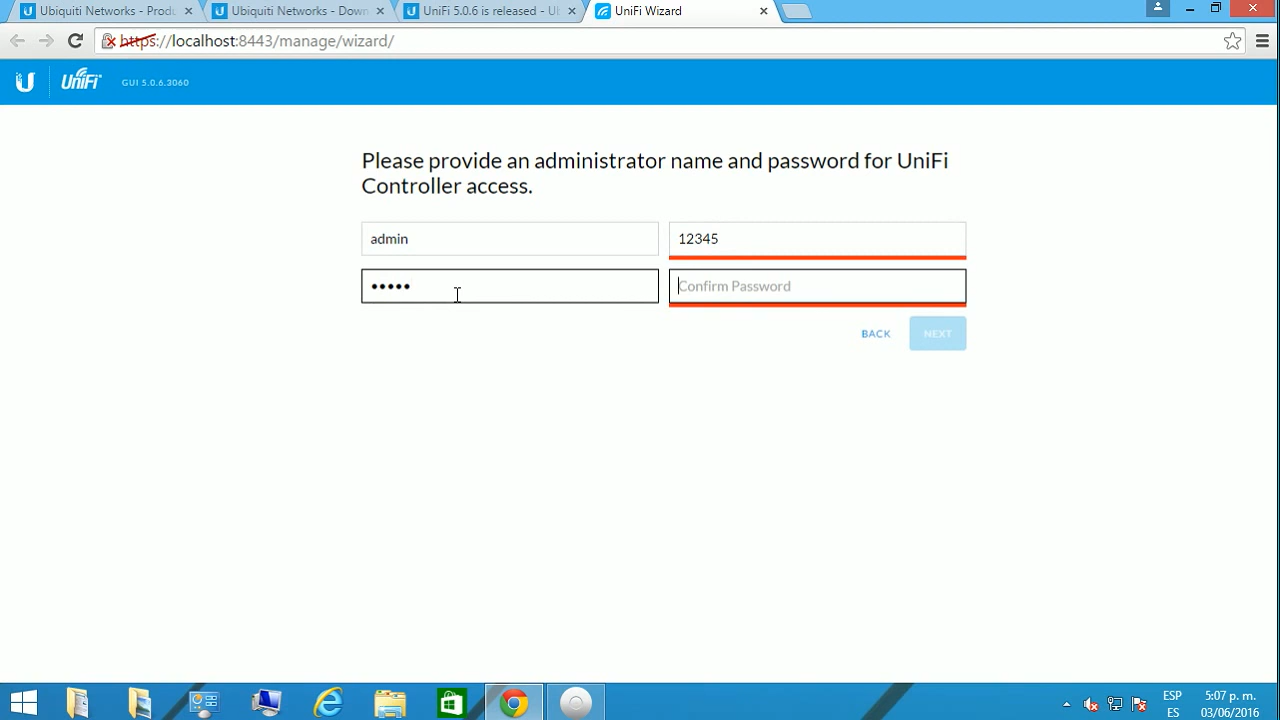 Ubiquiti Networks - Produ
Ubiquiti Networks - Down
UniFi 5.0.6 is released - Ub
UniFi Wizard
https://localhost:8443/manage/wizard/
UniFi
GUI 5.0.6.3060
Please provide an administrator name and password for UniFi
Controller access.
admin
12345
•••••
Confirm Password
BACK
NEXT
ESP
5:07 p. m.
ES
03/06/2016